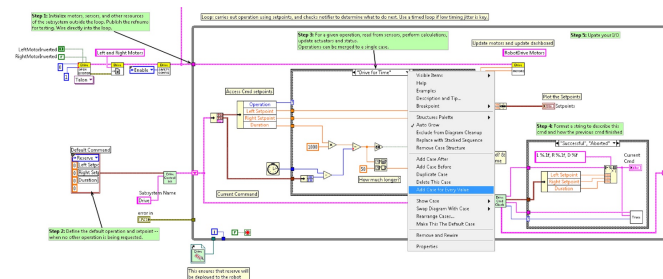 Step 1: Initialize motors, sensors, and other resources
of the subsystem outside the Loop. Publish the refnums
for testing. Wire directly into the loop.
Loop: carries out operation using setpoints, and checks notifier to determine what to do next. Use a timed loop if low timing jitter is key.
Step 3: For a given operation, read from sensors, perform calculations,
update actuators and status.
Operations can be merged to a single case.
Step 5: Update your I/O
LeftMotorInverted
RightMotorInverted
Left and Right Motors
Enable
Talon
Update motors and update dashboard
RobotDrive Motors
"Drive for Time"
Visible Items
Help
Examples
Description and Tip...
Breakpoint
Structures Palette
Auto Grow
Exclude from Diagram Cleanup
Replace with Stacked Sequence
Remove Case Structure
Add Case After
Add Case Before
Duplicate Case
Delete This Case
Add Case for Every Value
Show Case
Swap Diagram With Case
Rearrange Cases...
Make This The Default Case
Remove and Rewire
Properties
Access Cmd setpoints
Operation
Left Setpoint
Right Setpoint
Duration
1000
50
How much longer?
Current Command
Plot the Setpoints
Setpoints
Step 4: Format a string to describe this
cmd and how the previous cmd finished.
"Successful", "Aborted"
L %.1f, R %.1f, D %f
Left Setpoint
Right Setpoint
Duration
Current
Cmd
Default Command
Reserve
Left Setpo
Right Setp
Duration
Subsystem Name
Drive
error in
Step 2: Define the default operation and setpoint --
when no other operation is being requested.
This ensures that reserve will
be deployed to the robot